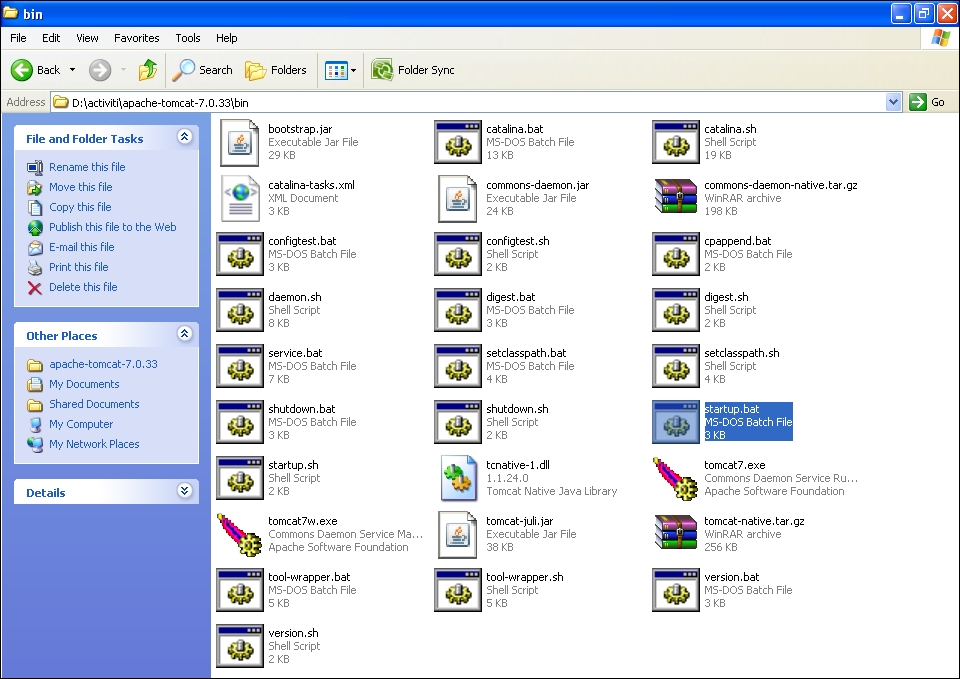 bin
File Edit View Favorites Tools Help
Back Search Folders Folder Sync
Address D:\activiti\apache-tomcat-7.0.33\bin Go
File and Folder Tasks
Rename this file
Move this file
Copy this file
Publish this file to the Web
E-mail this file
Print this file
Delete this file
Other Places
apache-tomcat-7.0.33
My Documents
Shared Documents
My Computer
My Network Places
Details
bootstrap.jar
Executable Jar File
29 KB
catalina.bat
MS-DOS Batch File
13 KB
catalina.sh
Shell Script
19 KB
catalina-tasks.xml
XML Document
3 KB
commons-daemon.jar
Executable Jar File
24 KB
commons-daemon-native.tar.gz
WinRAR archive
198 KB
configtest.bat
MS-DOS Batch File
3 KB
configtest.sh
Shell Script
2 KB
cpappend.bat
MS-DOS Batch File
2 KB
daemon.sh
Shell Script
8 KB
digest.bat
MS-DOS Batch File
3 KB
digest.sh
Shell Script
2 KB
service.bat
MS-DOS Batch File
7 KB
setclasspath.bat
MS-DOS Batch File
4 KB
setclasspath.sh
Shell Script
4 KB
shutdown.bat
MS-DOS Batch File
3 KB
shutdown.sh
Shell Script
2 KB
startup.bat
MS-DOS Batch File
3 KB
startup.sh
Shell Script
2 KB
tcnative-1.dll
1.1.24.0
Tomcat Native Java Library
tomcat7.exe
Commons Daemon Service Ru...
Apache Software Foundation
tomcat7w.exe
Commons Daemon Service Ma...
Apache Software Foundation
tomcat-juli.jar
Executable Jar File
38 KB
tomcat-native.tar.gz
WinRAR archive
256 KB
tool-wrapper.bat
MS-DOS Batch File
5 KB
tool-wrapper.sh
Shell Script
5 KB
version.bat
MS-DOS Batch File
3 KB
version.sh
Shell Script
2 KB